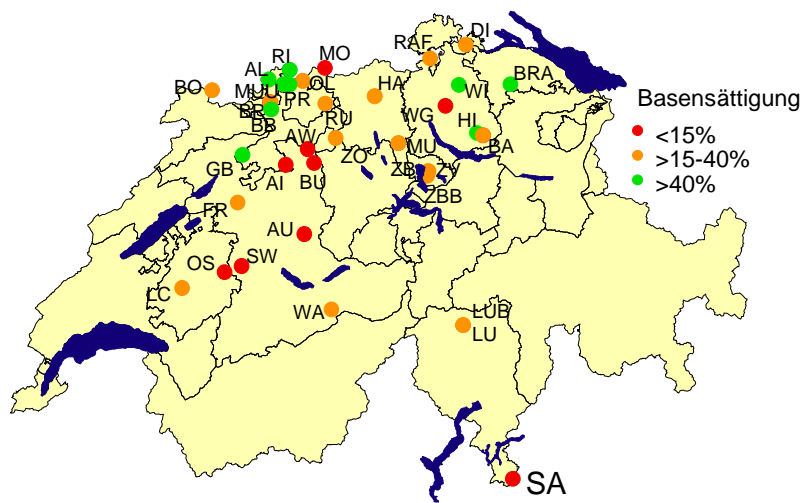 DI
RAF
RI
MO
AL
BO
OL
HA
WI
BRA
MUU
PR
Basensättigung
BR
RU
WG
HI
<15%
BB
AW
BA
ZO
MU
>15-40%
GB
ZB
ZV
AI
BU
>40%
ZBB
FR
AU
OS
SW
LC
WA
LUB
LU
SA